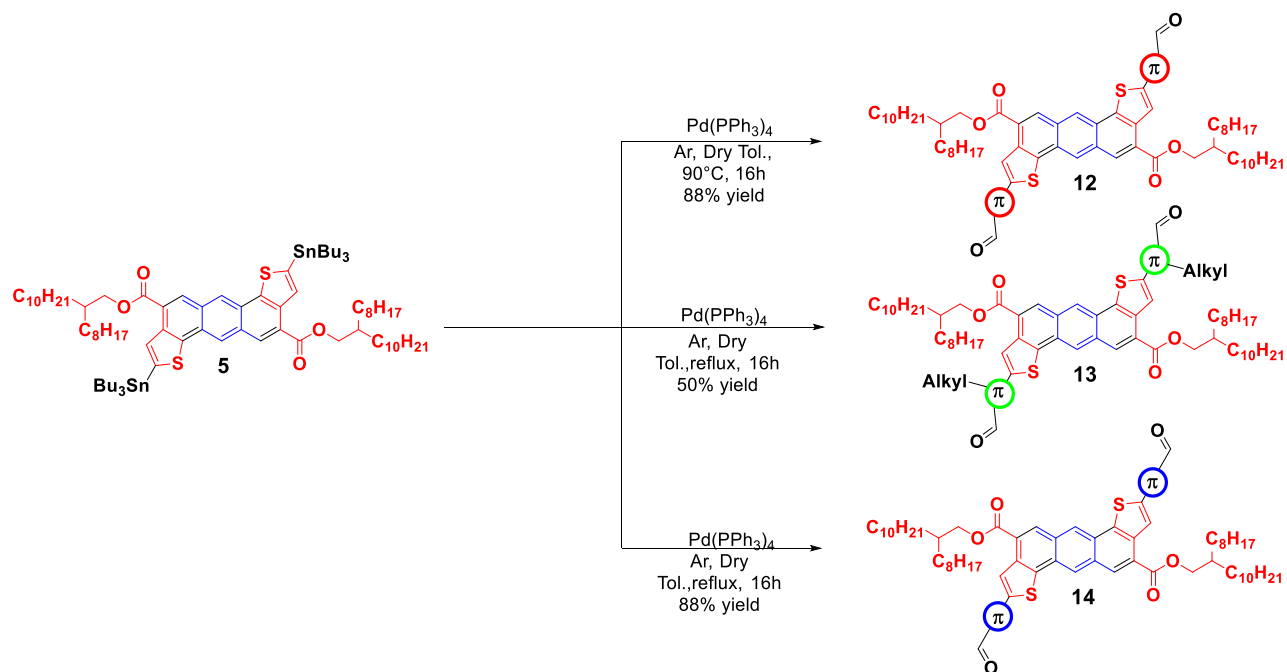 SnBu3
O
S
C10H21
O
C8H17
C8H17
O
C10H21
S
O
5
Bu3Sn
Pd(PPh3)4
Ar, Dry Tol.,
90°C, 16h
88% yield
O
π
O
S
C10H21
O
C8H17
C8H17
O
C10H21
S
O
12
π
O
Pd(PPh3)4
Ar, Dry
Tol.,reflux, 16h
50% yield
O
π
Alkyl
O
S
C10H21
O
C8H17
C8H17
O
C10H21
S
O
13
Alkyl
π
O
Pd(PPh3)4
Ar, Dry
Tol.,reflux, 16h
88% yield
O
π
O
S
C10H21
O
C8H17
C8H17
O
C10H21
S
O
14
π
O